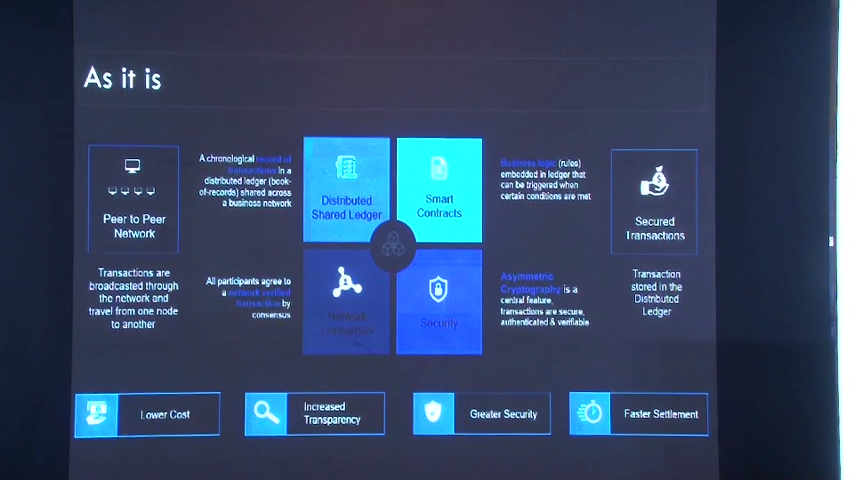 As it is
Peer to Peer
Network
Transactions are
broadcasted through
the network and
travel from one node
to another
A chronological record of
transactions in a
distributed ledger (book-
of-records) shared across
a business network
All participants agree to
a network verified
transaction by
consensus
Distributed
Shared Ledger
Smart
Contracts
Network
Consensus
Security
Business logic (rules)
embedded in ledger that
can be triggered when
certain conditions are met
Asymmetric
Cryptography is a
central feature,
transactions are secure,
authenticated & verifiable
Secured
Transactions
Transaction
stored in the
Distributed
Ledger
Lower Cost
Increased
Transparency
Greater Security
Faster Settlement